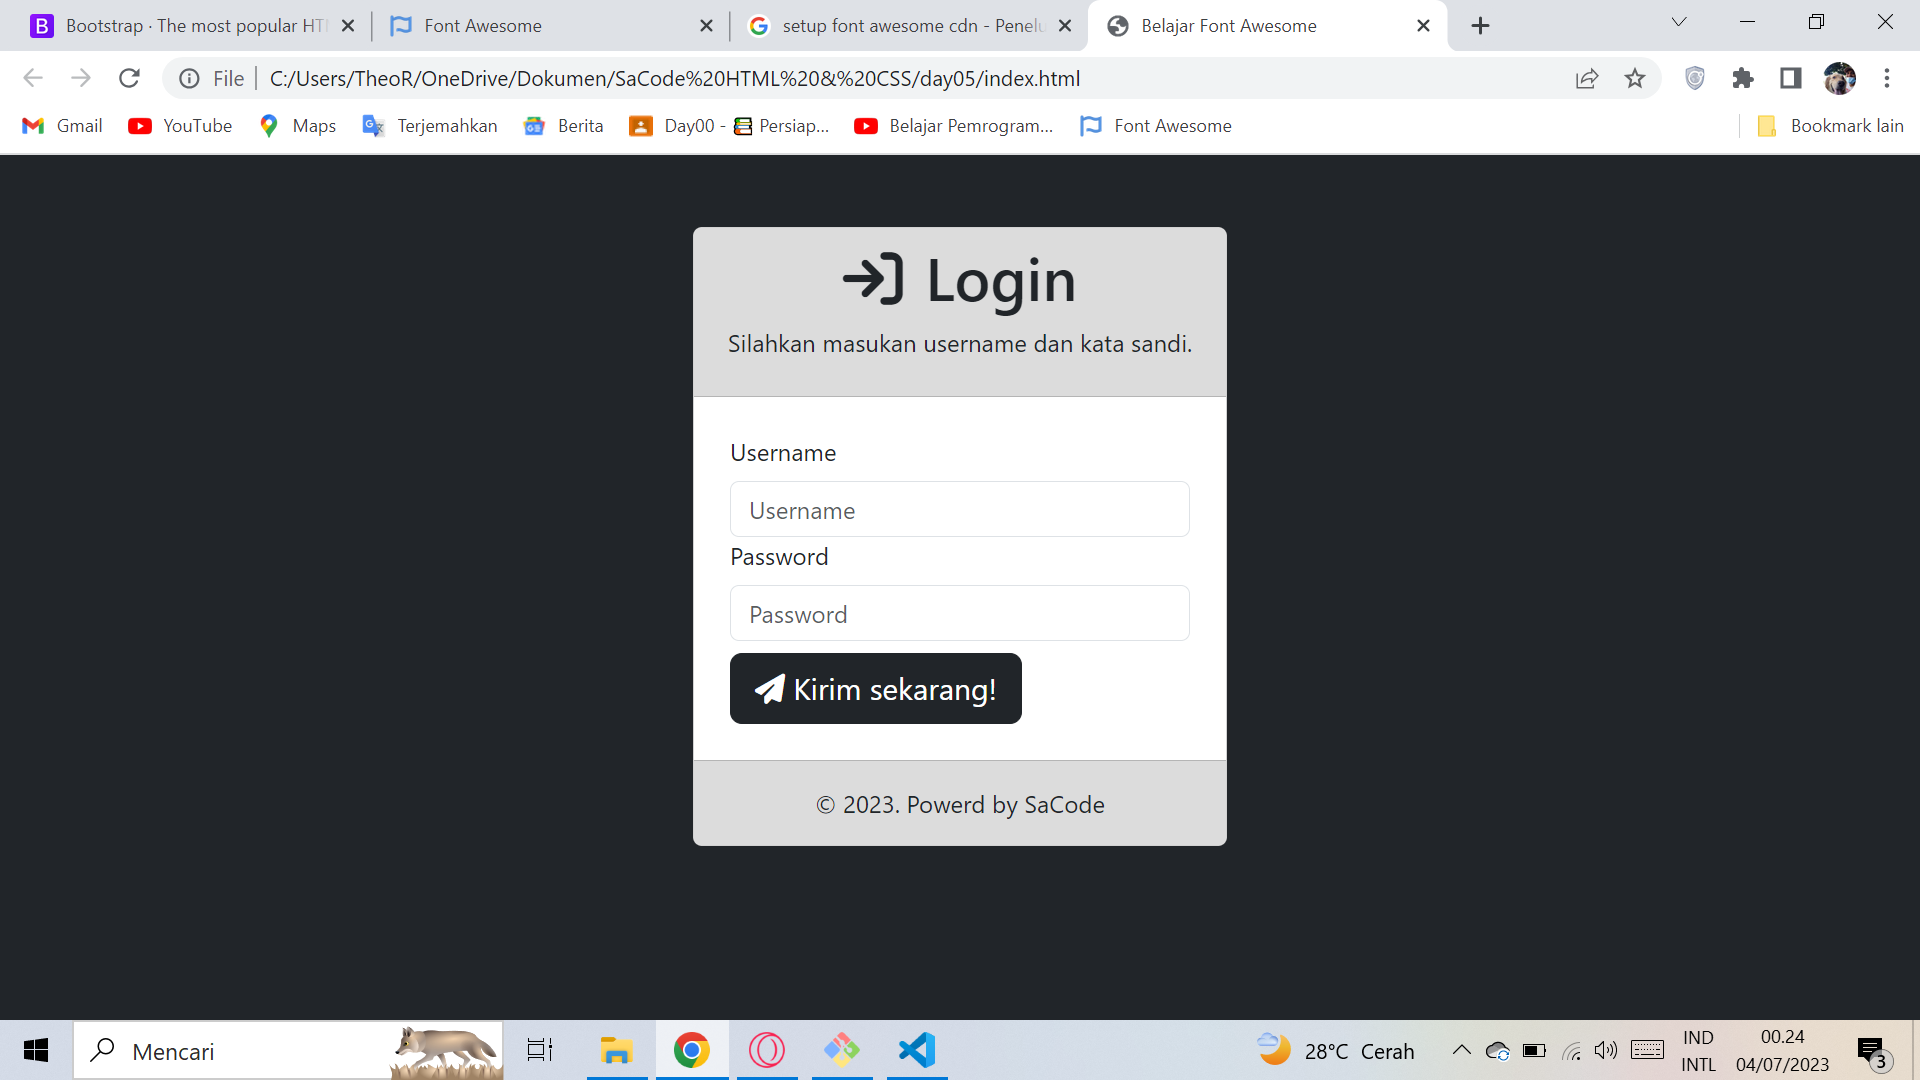 Bootstrap · The most popular HT
Font Awesome
setup font awesome cdn - Penelu
Belajar Font Awesome
File
C:/Users/TheoR/OneDrive/Dokumen/SaCode%20HTML%20&%20CSS/day05/index.html
Gmail
YouTube
Maps
Terjemahkan
Berita
Day00 - 📚 Persiap...
Belajar Pemrogram...
Font Awesome
Bookmark lain
Login
Silahkan masukan username dan kata sandi.
Username
Username
Password
Password
Kirim sekarang!
© 2023. Powerd by SaCode
Mencari
28°C Cerah
IND
INTL
00.24
04/07/2023
3